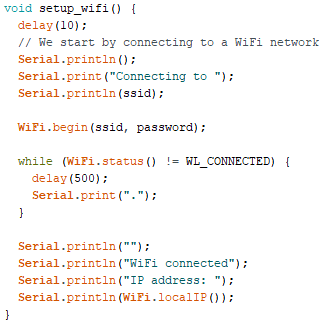 void setup_wifi() {
delay(10);
// We start by connecting to a WiFi network
Serial.println();
Serial.print("Connecting to ");
Serial.println(ssid);
WiFi.begin(ssid, password);
while (WiFi.status() != WL_CONNECTED) {
delay(500);
Serial.print(".");
}
Serial.println("");
Serial.println("WiFi connected");
Serial.println("IP address: ");
Serial.println(WiFi.localIP());
}